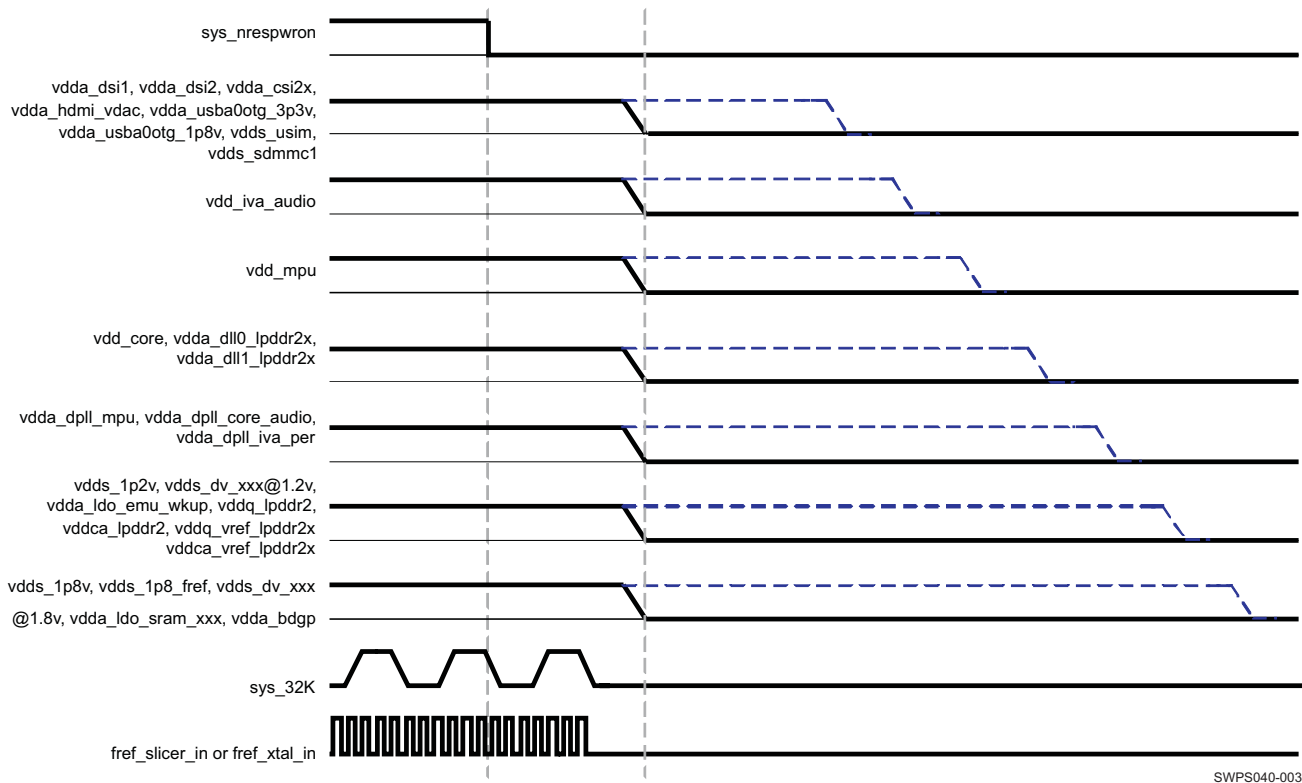 sys_nrespwron
vdda_dsi1, vdda_dsi2, vdda_csi2x,
vdda_hdmi_vdac, vdda_usba0otg_3p3v,
vdda_usba0otg_1p8v, vdds_usim,
vdds_sdmmc1
vdd_iva_audio
vdd_mpu
vdd_core, vdda_dll0_lpddr2x,
vdda_dll1_lpddr2x
vdda_dpll_mpu, vdda_dpll_core_audio,
vdda_dpll_iva_per
vdds_1p2v, vdds_dv_xxx@1.2v,
vdda_ldo_emu_wkup, vddq_lpddr2,
vddca_lpddr2, vddq_vref_lpddr2x
vddca_vref_lpddr2x
vdds_1p8v, vdds_1p8_fref, vdds_dv_xxx
@1.8v, vdda_ldo_sram_xxx, vdda_bdgp
sys_32K
fref_slicer_in or fref_xtal_in
SWPS040-003